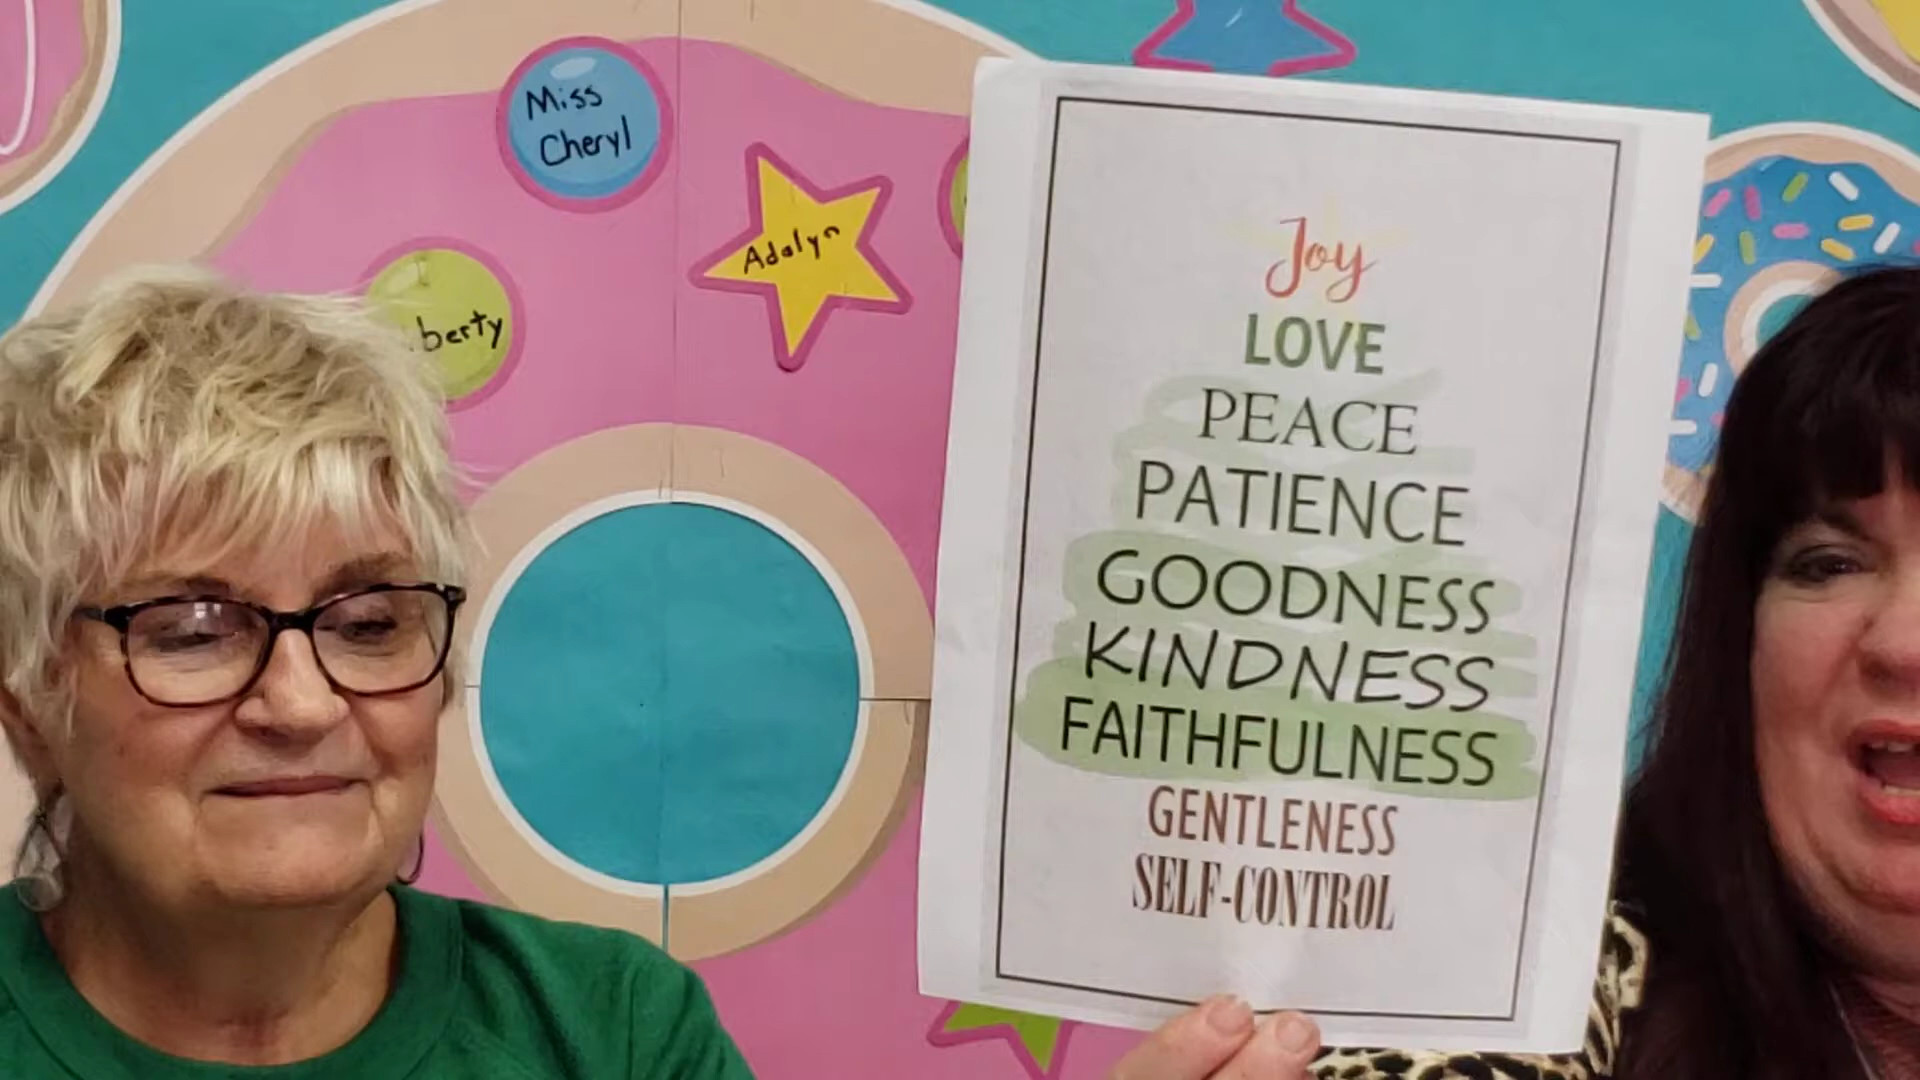 Miss
Cheryl
Adalyn
berty
Joy
LOVE
PEACE
PATIENCE
GOODNESS
KINDNESS
FAITHFULNESS
GENTLENESS
SELF-CONTROL